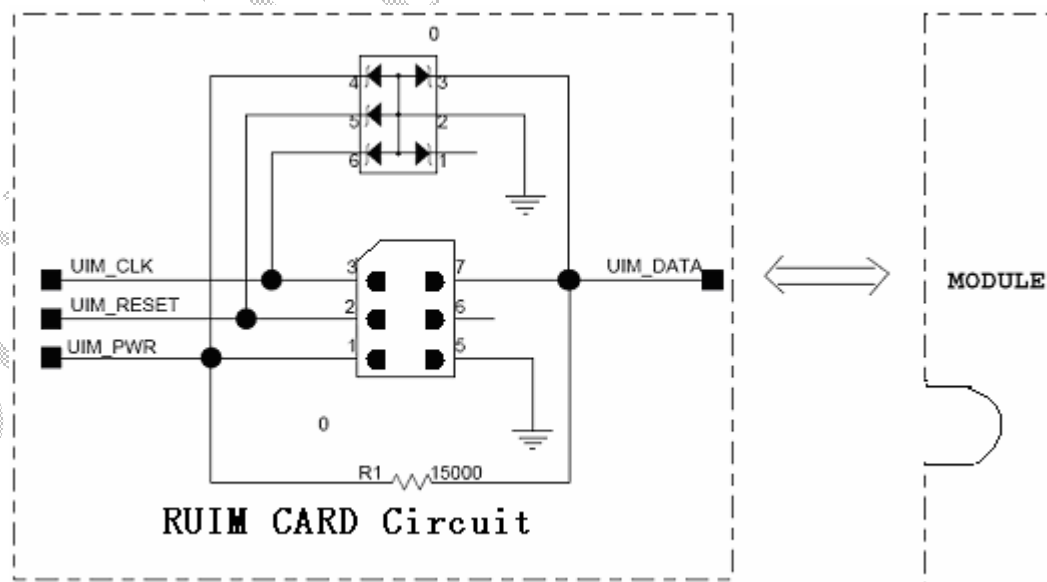 0
4 3
5 2
6 1
UIM_CLK 3 7 UIM_DATA
UIM_RESET 2 6
UIM_PWR 1 5
MODULE
0
R1 15000
RUIM CARD Circuit